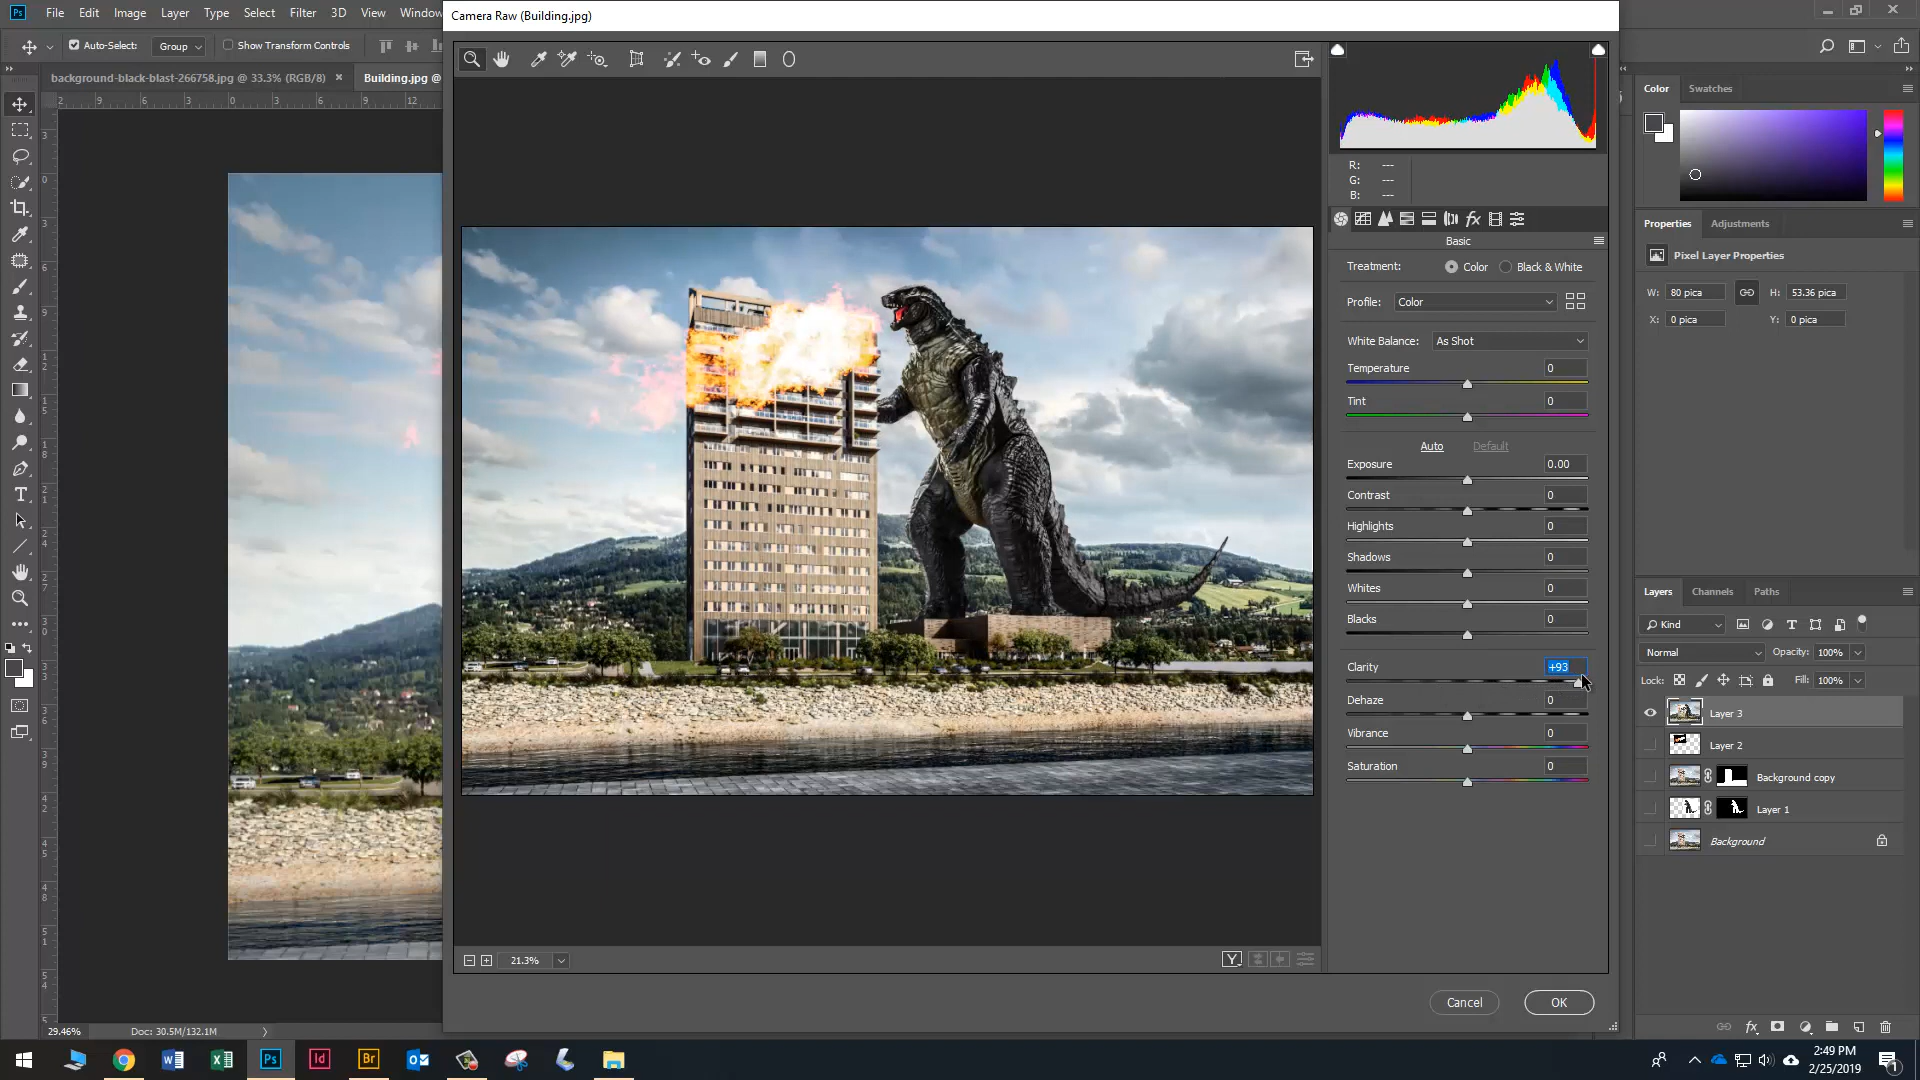 Ps File Edit Image Layer Type Select Filter 3D View Window
Camera Raw (Building.jpg)
Auto-Select: Group Show Transform Controls
background-black-blast-266758.jpg @ 33.3% (RGB/8) × Building.jpg @
R: ---
G: ---
B: ---
Basic
Treatment: Color Black & White
Profile: Color
White Balance: As Shot
Temperature 0
Tint 0
Auto Default
Exposure 0.00
Contrast 0
Highlights 0
Shadows 0
Whites 0
Blacks 0
Clarity +93
Dehaze 0
Vibrance 0
Saturation 0
21.3%
Y
Cancel OK
Color Swatches
Properties Adjustments
Pixel Layer Properties
W: 80 pica H: 53.36 pica
X: 0 pica Y: 0 pica
Layers Channels Paths
Kind
Normal Opacity: 100%
Lock: Fill: 100%
Layer 3
Layer 2
Background copy
Layer 1
Background
29.46% Doc: 30.5M/132.1M
Ps Id Br
2:49 PM
2/25/2019
1